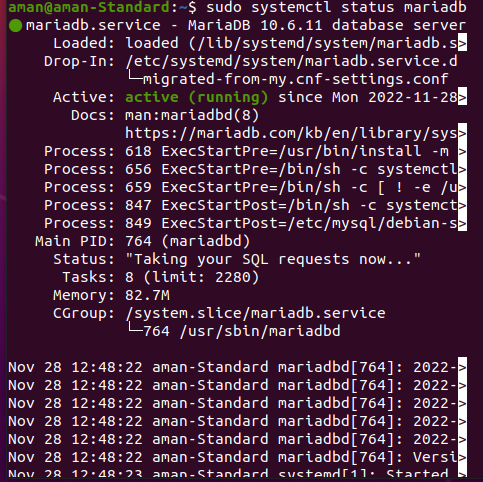 aman@aman-Standard:~$ sudo systemctl status mariadb
● mariadb.service - MariaDB 10.6.11 database server
Loaded: loaded (/lib/systemd/system/mariadb.s>
Drop-In: /etc/systemd/system/mariadb.service.d
└─migrated-from-my.cnf-settings.conf
Active: active (running) since Mon 2022-11-28>
Docs: man:mariadbd(8)
https://mariadb.com/kb/en/library/sys>
Process: 618 ExecStartPre=/usr/bin/install -m >
Process: 656 ExecStartPre=/bin/sh -c systemctl>
Process: 659 ExecStartPre=/bin/sh -c [ ! -e /u>
Process: 847 ExecStartPost=/bin/sh -c systemct>
Process: 849 ExecStartPost=/etc/mysql/debian-s>
Main PID: 764 (mariadbd)
Status: "Taking your SQL requests now..."
Tasks: 8 (limit: 2280)
Memory: 82.7M
CGroup: /system.slice/mariadb.service
└─764 /usr/sbin/mariadbd
Nov 28 12:48:22 aman-Standard mariadbd[764]: 2022->
Nov 28 12:48:22 aman-Standard mariadbd[764]: 2022->
Nov 28 12:48:22 aman-Standard mariadbd[764]: 2022->
Nov 28 12:48:22 aman-Standard mariadbd[764]: 2022->
Nov 28 12:48:22 aman-Standard mariadbd[764]: 2022->
Nov 28 12:48:22 aman-Standard mariadbd[764]: Versi>
Nov 28 12:48:23 aman-Standard systemd[1]: Started >